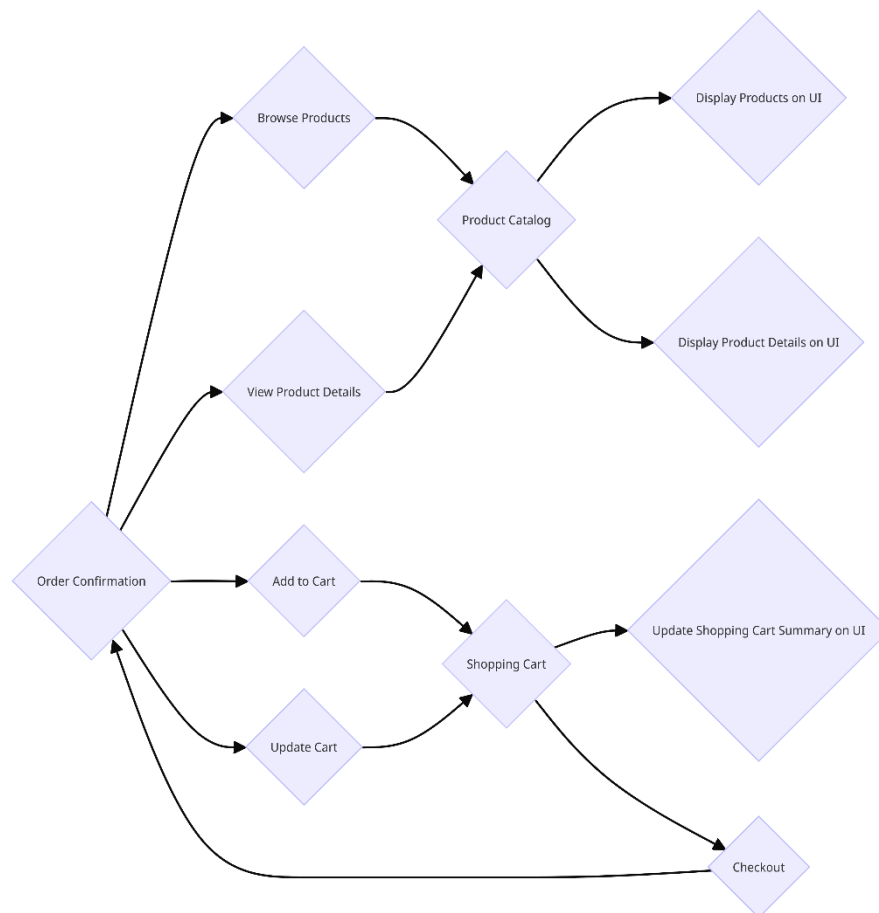 Display Products on UI
Browse Products
Product Catalog
Display Product Details on UI
View Product Details
Order Confirmation
Add to Cart
Update Shopping Cart Summary on UI
Shopping Cart
Update Cart
Checkout